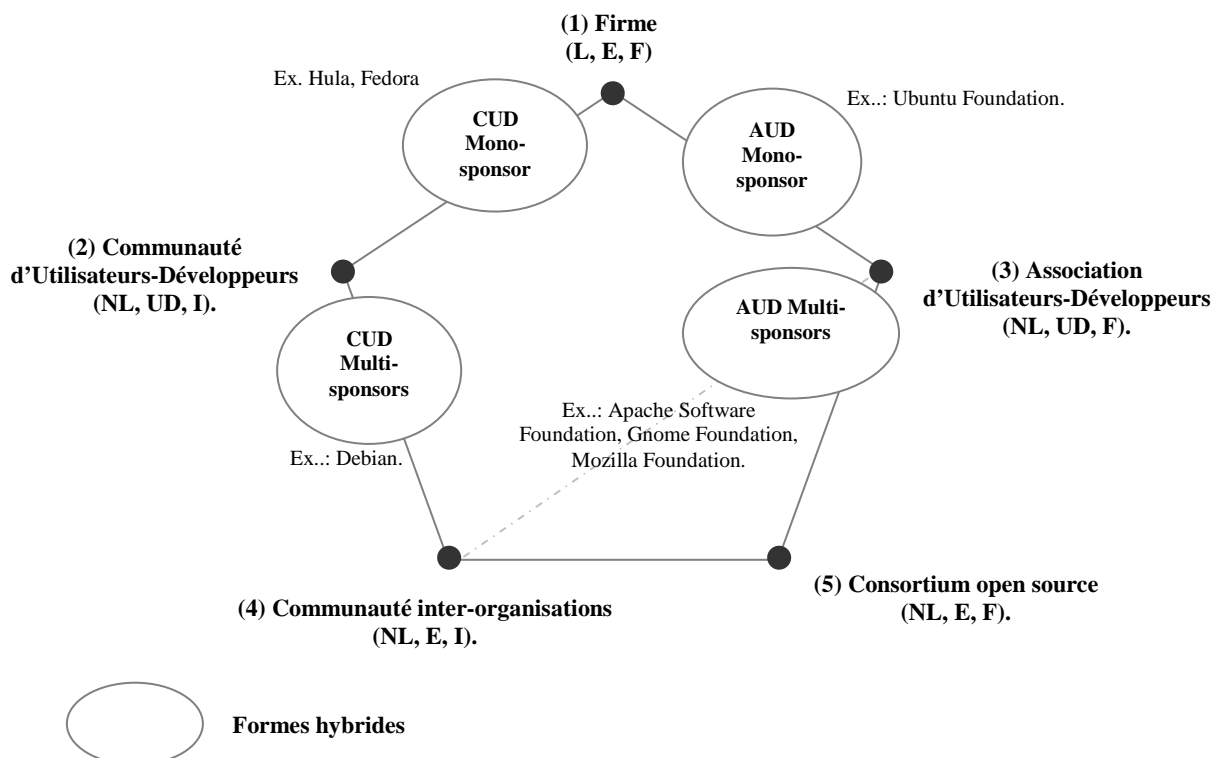 (1) Firme
(L, E, F)
Ex. Hula, Fedora
CUD
Mono-
sponsor
Ex..: Ubuntu Foundation.
AUD
Mono-
sponsor
(2) Communauté
d'Utilisateurs-Développeurs
(NL, UD, I).
(3) Association
d'Utilisateurs-Développeurs
(NL, UD, F).
AUD Multi-
sponsors
CUD
Multi-
sponsors
Ex..: Apache Software
Foundation, Gnome Foundation,
Mozilla Foundation.
Ex..: Debian.
(5) Consortium open source
(NL, E, F).
(4) Communauté inter-organisations
(NL, E, I).
Formes hybrides